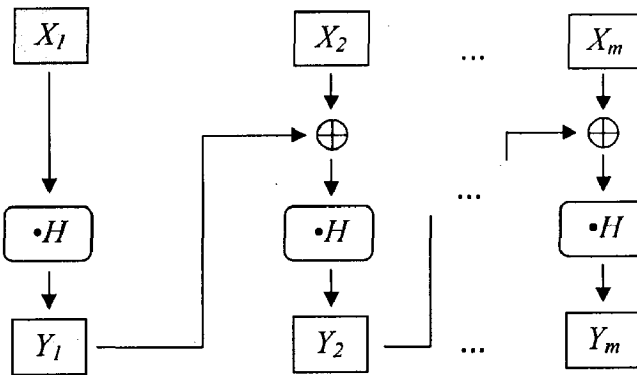 X₁ X₂ ... Xₘ
...
•H •H •H
Y₁ Y₂ ... Yₘ